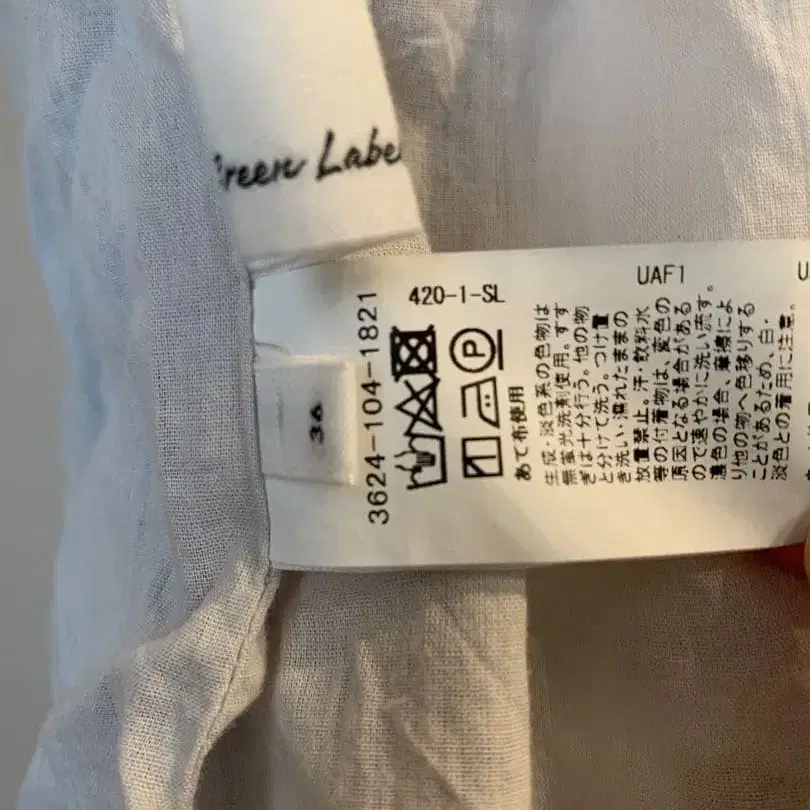 Green Label
36
3624-104-1821
420-1-SL
UAF1
あて布使用
生成・淡色系の色物は
無蛍光洗剤使用。すす
ぎは十分行う。他の物
と分けて洗う。つけ置
き洗い・濡れたままの
放置禁止。汗・飲料水
等の付着物は、変色の
原因となる場合がある
ので速やかに洗い流す。
濃色の場合、摩擦によ
り他の物へ色移りする
ことがあるため、白・
淡色との着用に注意。